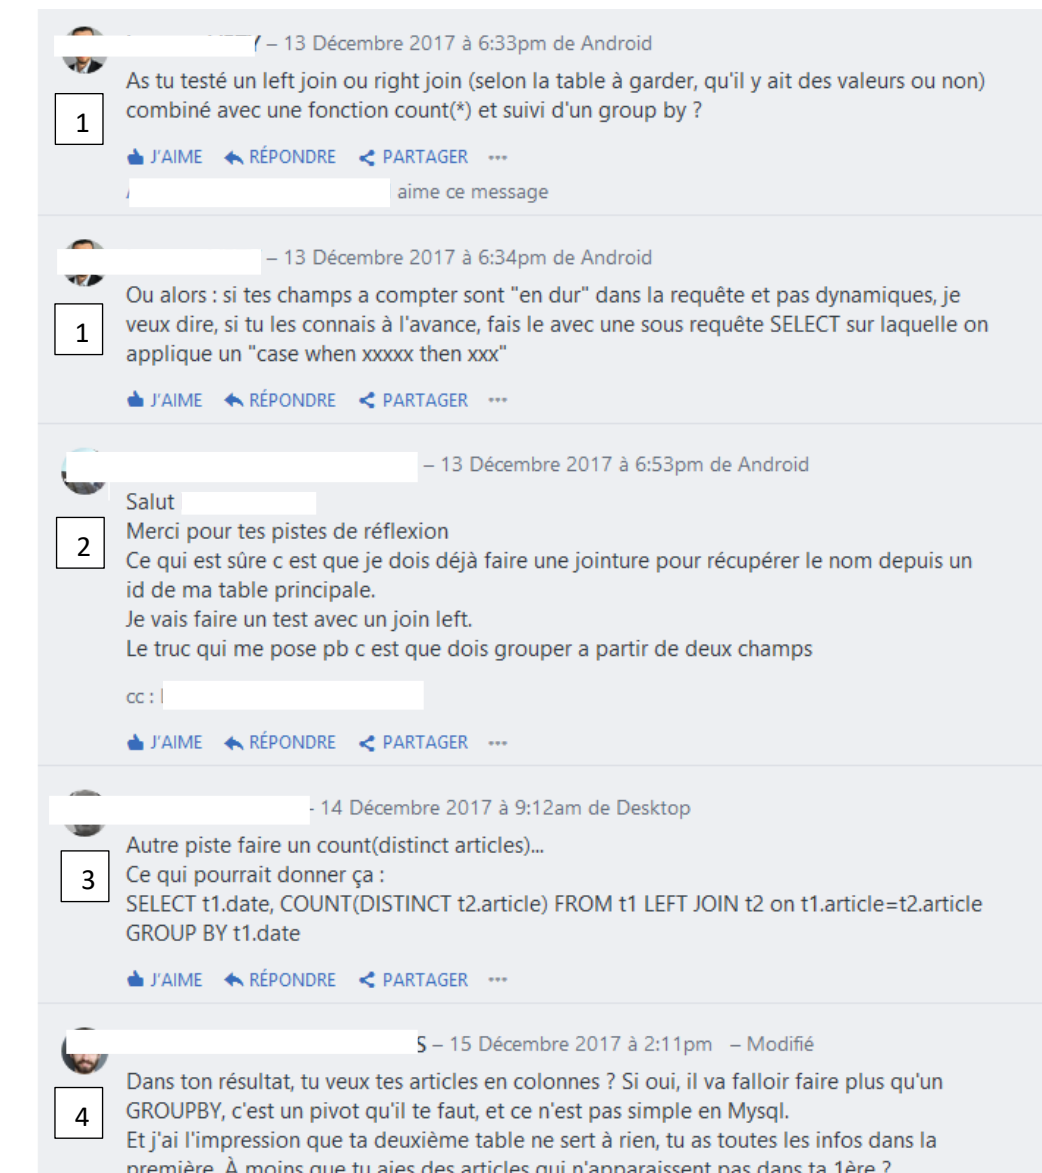 – 13 Décembre 2017 à 6:33pm de Android
As tu testé un left join ou right join (selon la table à garder, qu'il y ait des valeurs ou non)
combiné avec une fonction count(*) et suivi d'un group by ?
1
J'AIME RÉPONDRE PARTAGER ...
aime ce message
– 13 Décembre 2017 à 6:34pm de Android
Ou alors : si tes champs a compter sont "en dur" dans la requête et pas dynamiques, je
veux dire, si tu les connais à l'avance, fais le avec une sous requête SELECT sur laquelle on
applique un "case when xxxxx then xxx"
1
J'AIME RÉPONDRE PARTAGER ...
– 13 Décembre 2017 à 6:53pm de Android
Salut
Merci pour tes pistes de réflexion
2
Ce qui est sûre c est que je dois déjà faire une jointure pour récupérer le nom depuis un
id de ma table principale.
Je vais faire un test avec un join left.
Le truc qui me pose pb c est que dois grouper a partir de deux champs
cc :
J'AIME RÉPONDRE PARTAGER ...
- 14 Décembre 2017 à 9:12am de Desktop
Autre piste faire un count(distinct articles)...
3
Ce qui pourrait donner ça :
SELECT t1.date, COUNT(DISTINCT t2.article) FROM t1 LEFT JOIN t2 on t1.article=t2.article
GROUP BY t1.date
J'AIME RÉPONDRE PARTAGER ...
S – 15 Décembre 2017 à 2:11pm – Modifié
Dans ton résultat, tu veux tes articles en colonnes ? Si oui, il va falloir faire plus qu'un
4
GROUPBY, c'est un pivot qu'il te faut, et ce n'est pas simple en Mysql.
Et j'ai l'impression que ta deuxième table ne sert à rien, tu as toutes les infos dans la
première. À moins que tu aies des articles qui n'apparaissent pas dans ta 1ère ?